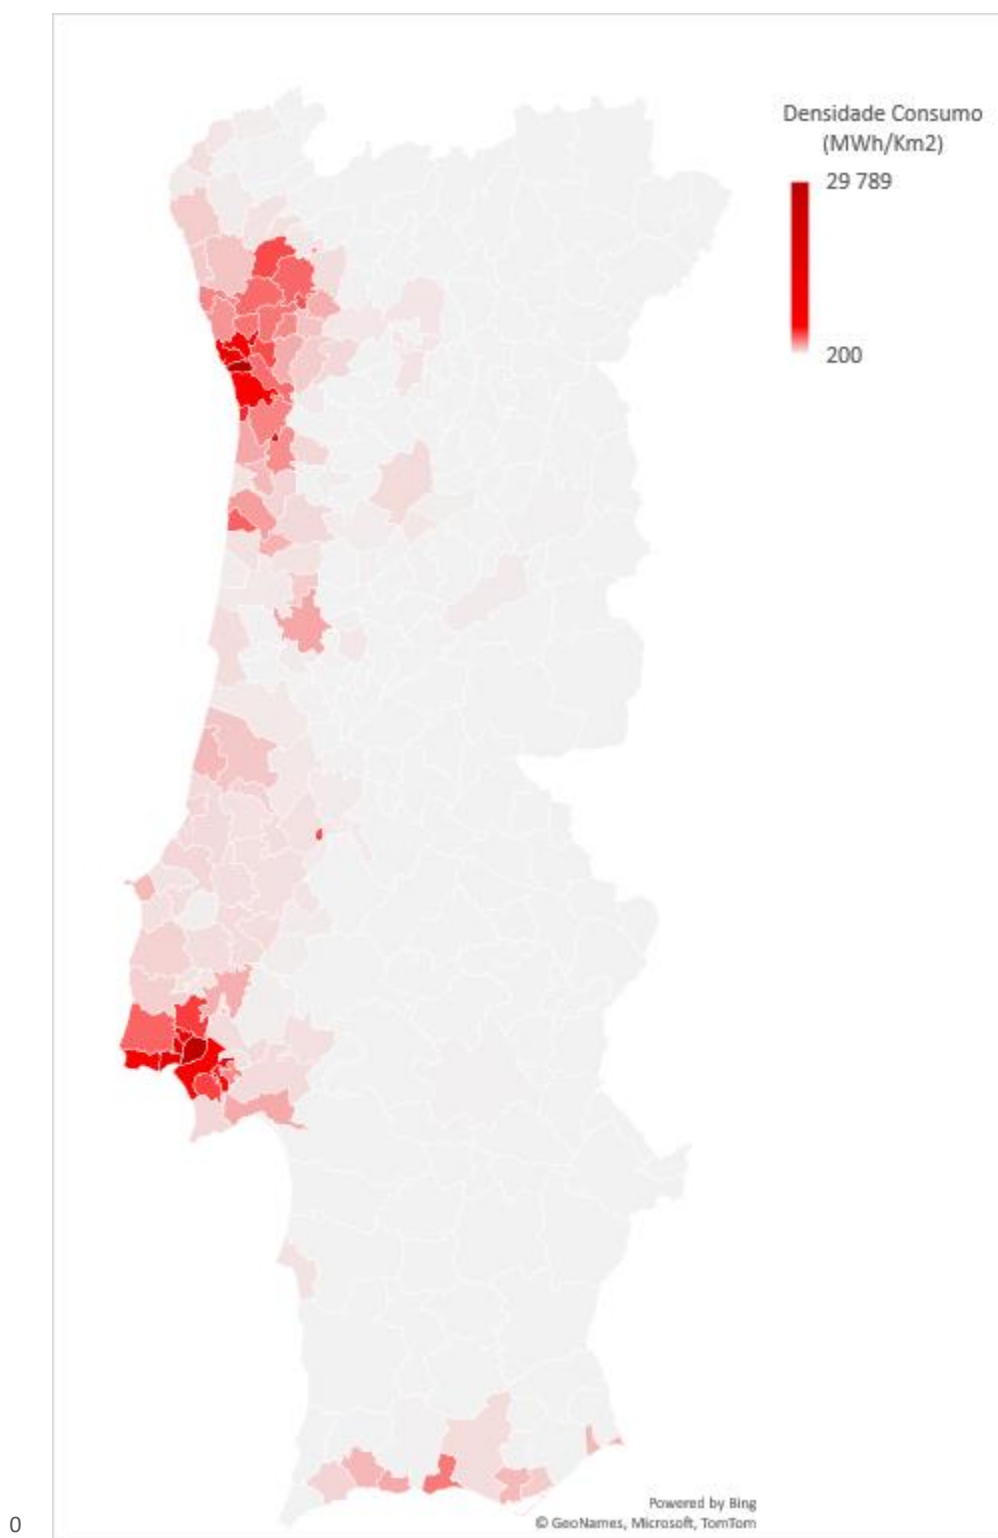 Densidade Consumo
(MWh/Km2)
29 789
200
Powered by Bing
© GeoNames, Microsoft, TomTom
0